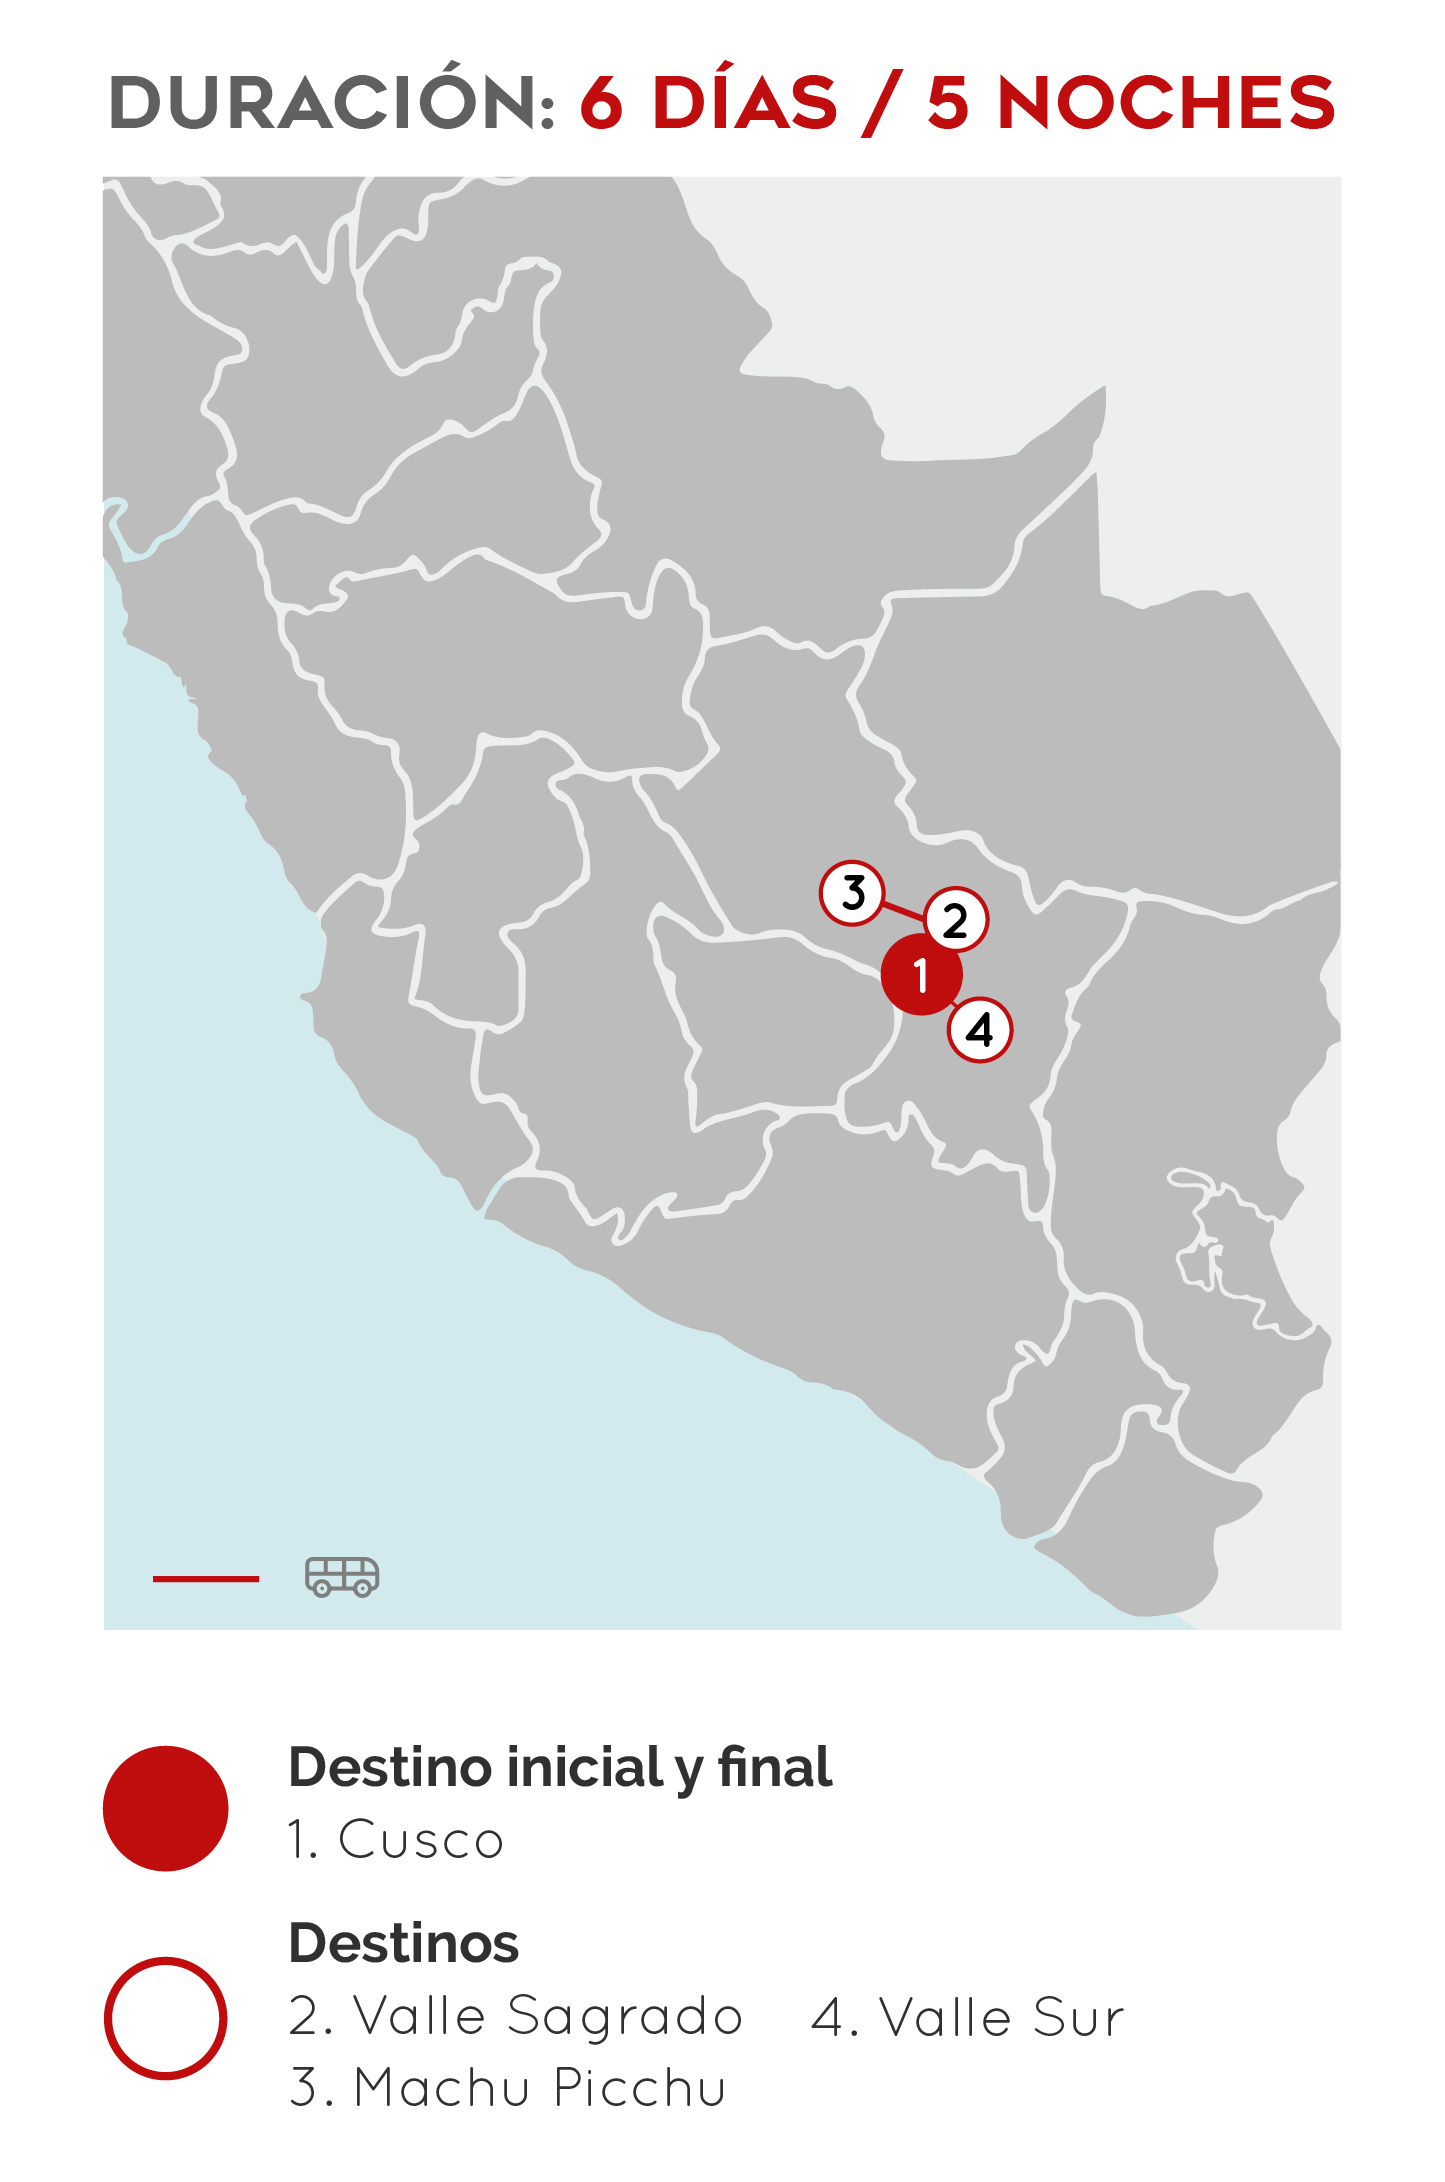 DURACIÓN: 6 DÍAS / 5 NOCHES
3
2
1
4
Destino inicial y final
1. Cusco
Destinos
2. Valle Sagrado 4. Valle Sur
3. Machu Picchu